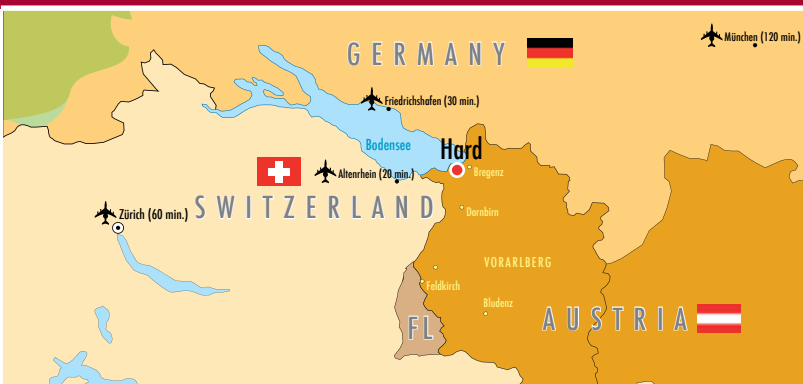 GERMANY
München (120 min.)
Friedrichshafen (30 min.)
Bodensee
Hard
Bregenz
Altenrhein (20 min.)
SWITZERLAND
Zürich (60 min.)
Dornbirn
VORARLBERG
Feldkirch
Bludenz
AUSTRIA
FL